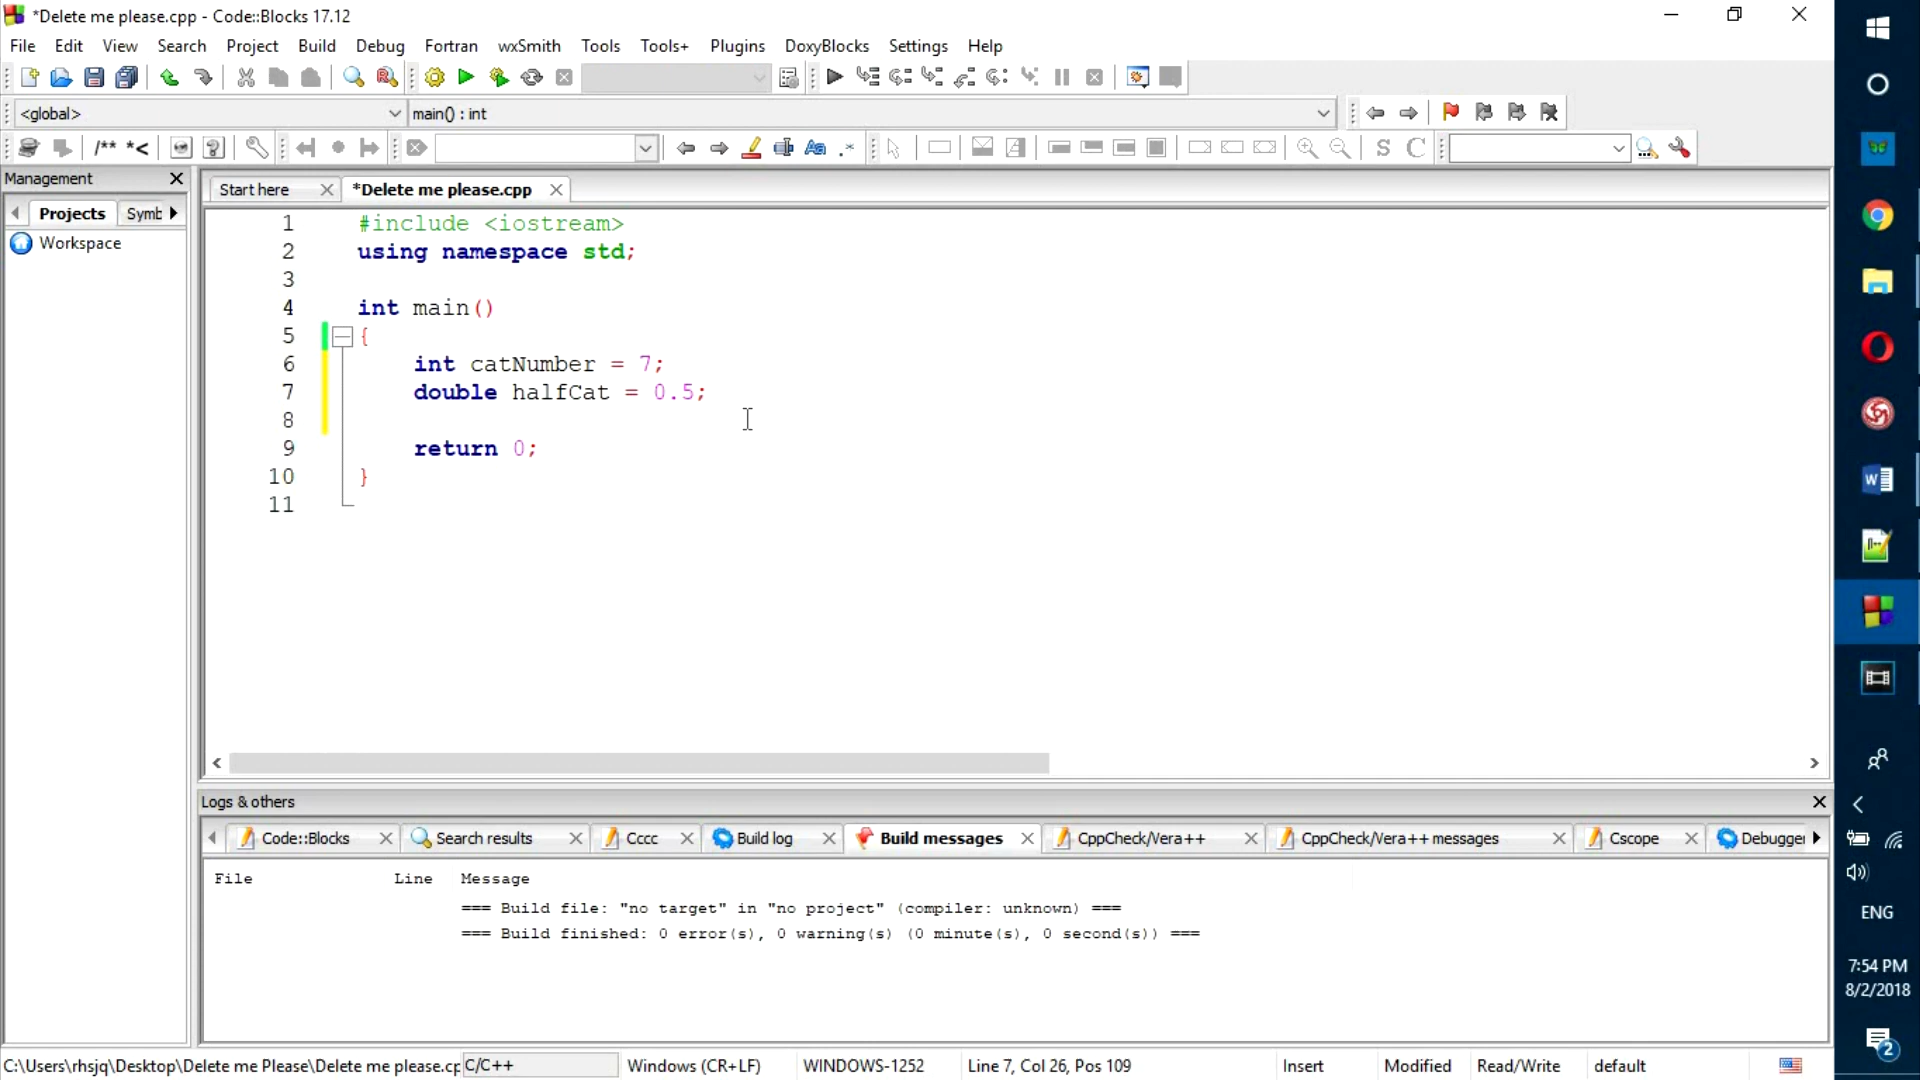 *Delete me please.cpp - Code::Blocks 17.12
File Edit View Search Project Build Debug Fortran wxSmith Tools Tools+ Plugins DoxyBlocks Settings Help
<global> main() : int
/** *<
Aa .* S C
Management
Start here *Delete me please.cpp
Projects Symb
Workspace
1 #include <iostream>
2 using namespace std;
3
4 int main()
5 {
6 int catNumber = 7;
7 double halfCat = 0.5;
8
9 return 0;
10 }
11
Logs & others
Code::Blocks Search results Cccc Build log Build messages CppCheck/Vera++ CppCheck/Vera++ messages Cscope Debugger
File Line Message
=== Build file: "no target" in "no project" (compiler: unknown) ===
=== Build finished: 0 error(s), 0 warning(s) (0 minute(s), 0 second(s)) ===
C:\Users\rhsjq\Desktop\Delete me Please\Delete me please.cp C/C++ Windows (CR+LF) WINDOWS-1252 Line 7, Col 26, Pos 109 Insert Modified Read/Write default
ENG
7:54 PM
8/2/2018
2